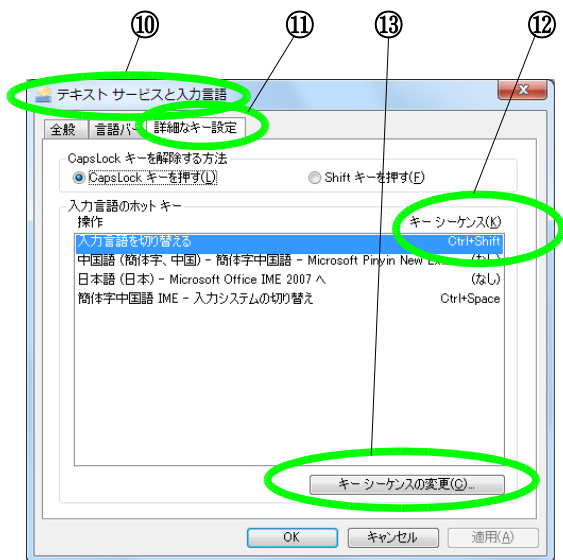 ⑩ ⑪ ⑬ ⑫
テキスト サービスと入力言語
全般 言語バー 詳細なキー設定
CapsLock キーを解除する方法
CapsLock キーを押す(L) Shift キーを押す(F)
入力言語のホット キー
操作 キー シーケンス(K)
入力言語を切り替える Ctrl+Shift
中国語 (簡体字、中国) - 簡体字中国語 - Microsoft Pinyin New (なし)
日本語 (日本) - Microsoft Office IME 2007 へ (なし)
簡体字中国語 IME - 入力システムの切り替え Ctrl+Space
キー シーケンスの変更(C)...
OK キャンセル 適用(A)